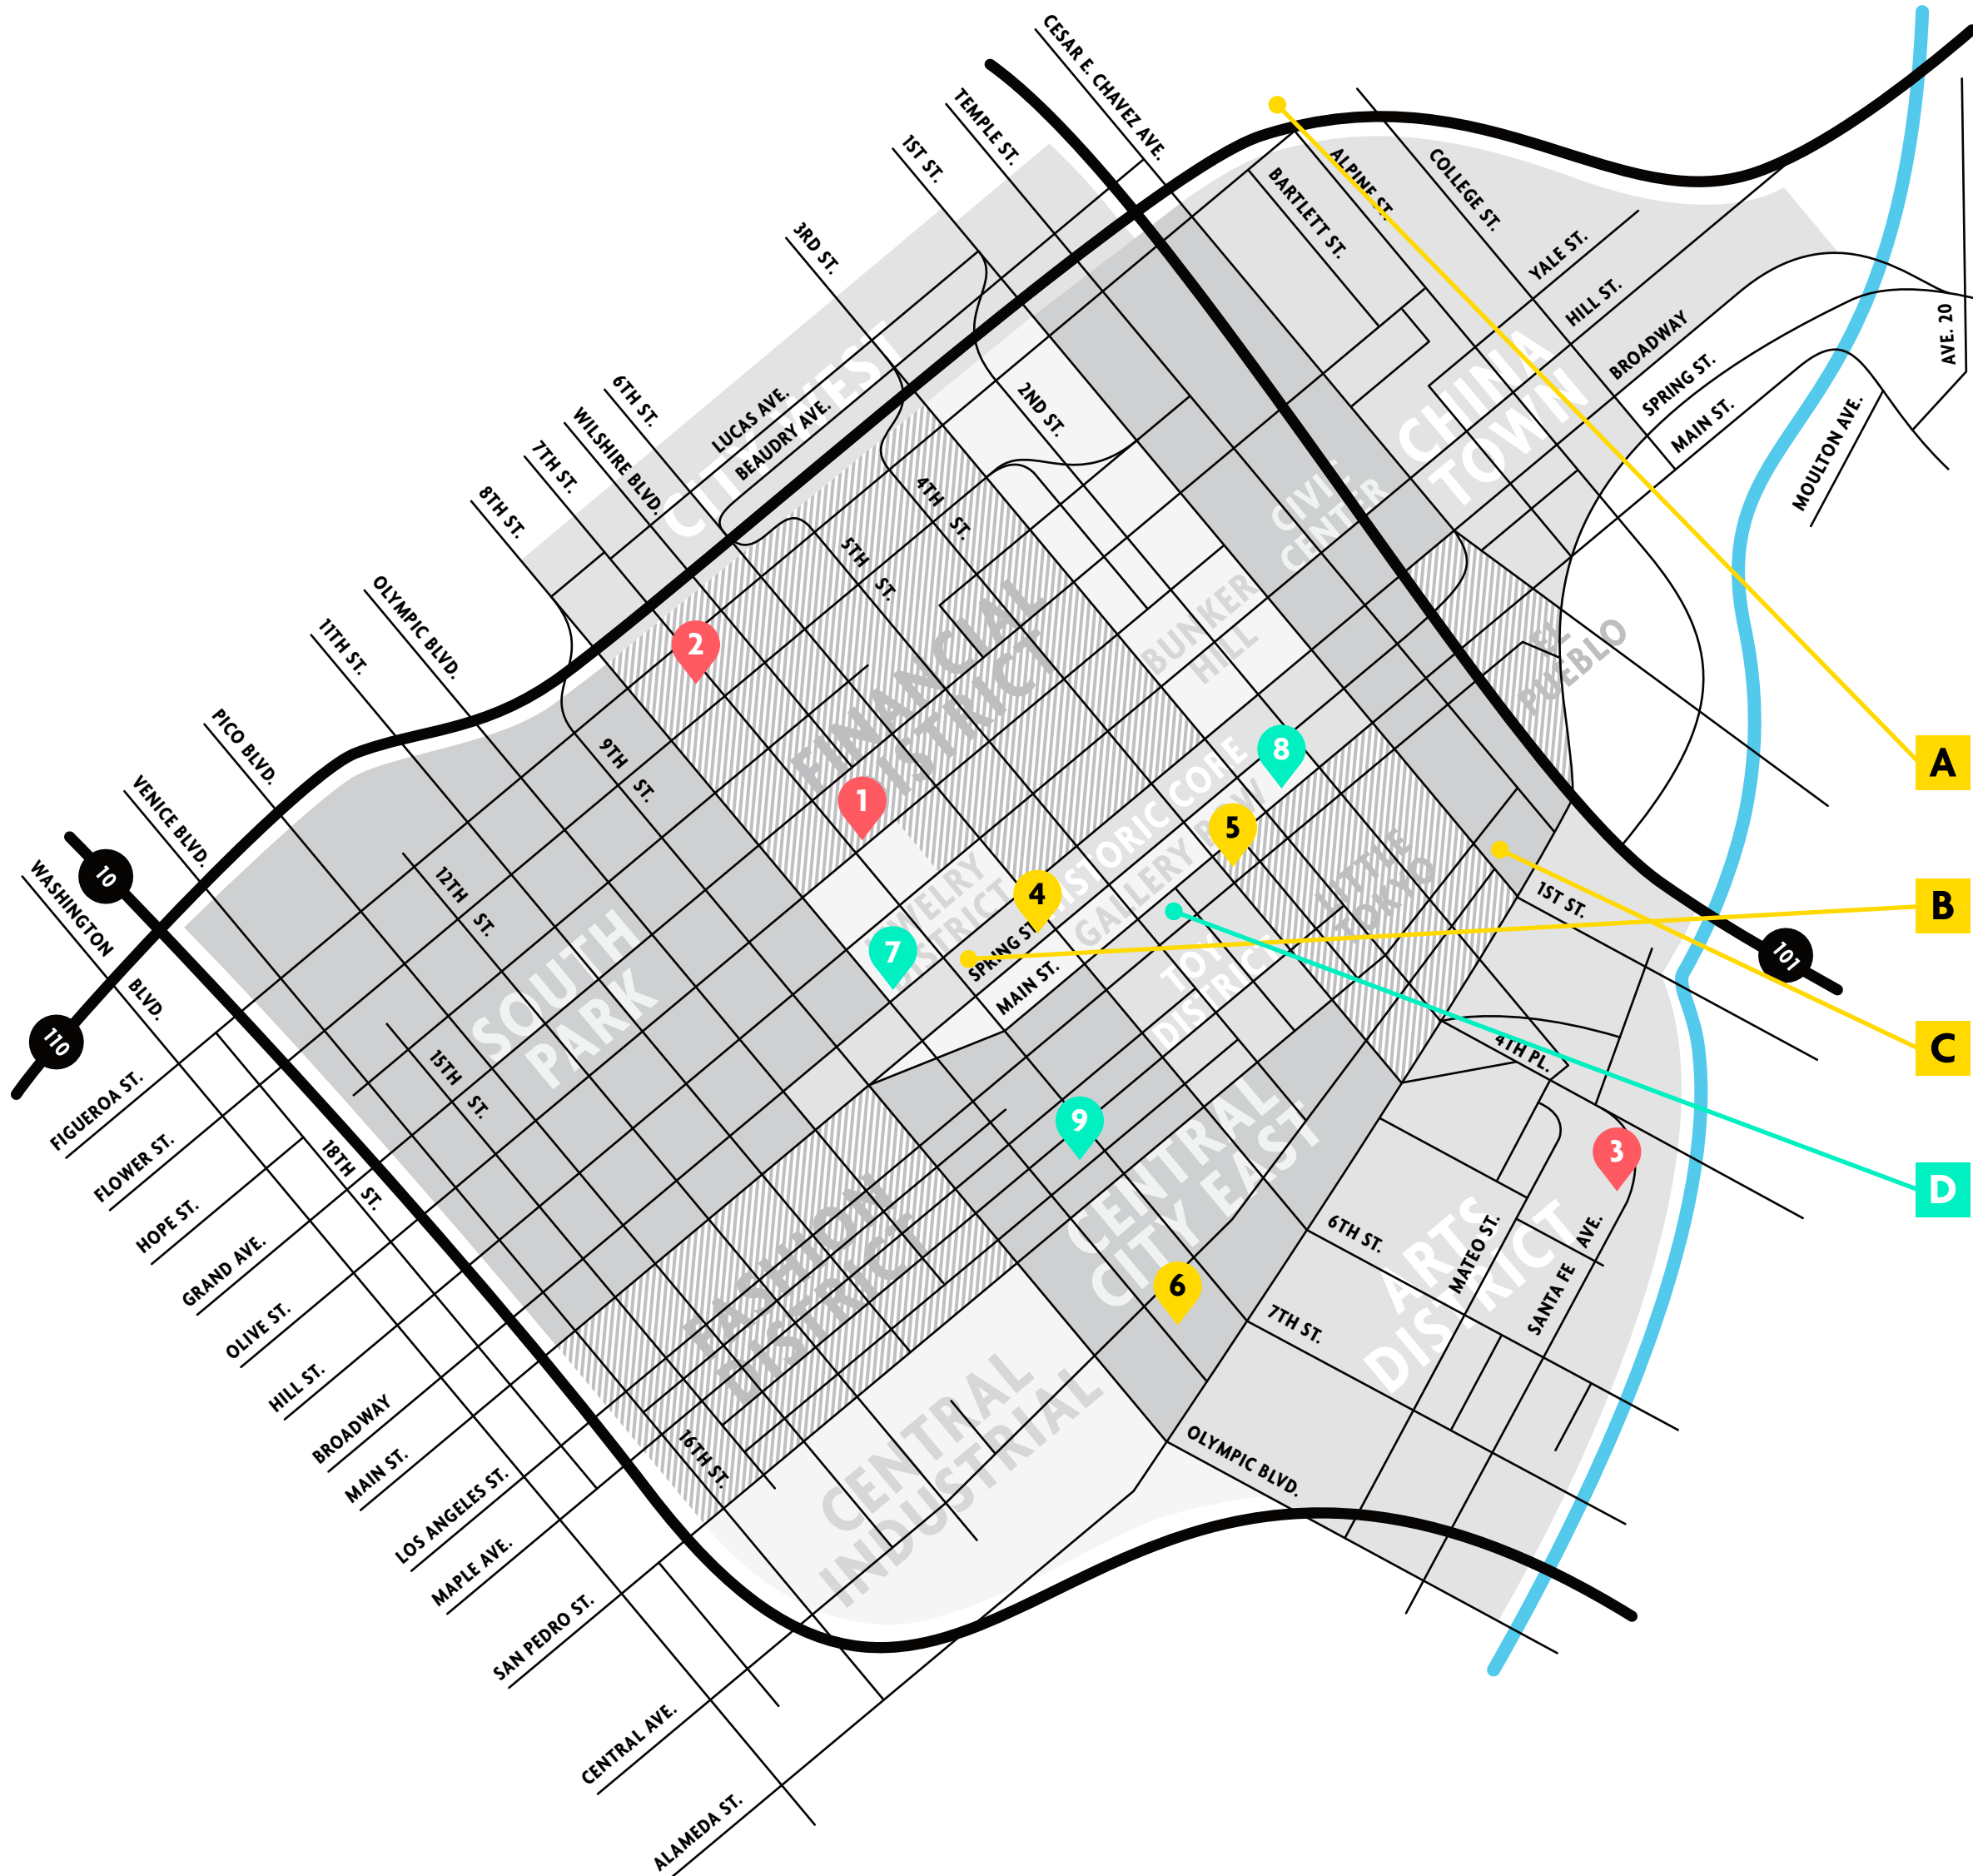 CESAR E. CHAVEZ AVE.
TEMPLE ST.
1ST ST.
3RD ST.
ALPINE ST.
BARTLETT ST.
COLLEGE ST.
YALE ST.
HILL ST.
BROADWAY
SPRING ST.
MAIN ST.
AVE. 20
MOULTON AVE.
CHINA
TOWN
6TH ST.
WILSHIRE BLVD.
7TH ST.
8TH ST.
LUCAS AVE.
BEAUDRY AVE.
CITY WEST
2ND ST.
4TH ST.
5TH ST.
CIVIC
CENTER
OLYMPIC BLVD.
11TH ST.
PICO BLVD.
VENICE BLVD.
WASHINGTON BLVD.
9TH ST.
12TH ST.
15TH ST.
18TH ST.
16TH ST.
2
FINANCIAL
DISTRICT
1
BUNKER
HILL
EL
PUEBLO
8
5
HISTORIC CORE
GALLERY ROW
LITTLE
TOKYO
4
JEWELRY
DISTRICT
7
SPRING ST.
MAIN ST.
TOY
DISTRICT
1ST ST.
4TH PL.
A
B
C
D
10
110
101
SOUTH
PARK
9
3
6
CENTRAL
CITY EAST
FASHION
DISTRICT
ARTS
DISTRICT
CENTRAL
INDUSTRIAL
6TH ST.
7TH ST.
MATEO ST.
SANTA FE AVE.
OLYMPIC BLVD.
FIGUEROA ST.
FLOWER ST.
HOPE ST.
GRAND AVE.
OLIVE ST.
HILL ST.
BROADWAY
MAIN ST.
LOS ANGELES ST.
MAPLE AVE.
SAN PEDRO ST.
CENTRAL AVE.
ALAMEDA ST.